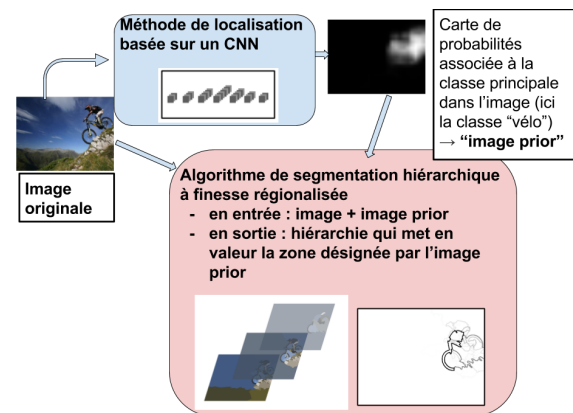 Méthode de localisation
basée sur un CNN
Carte de
probabilités
associée à la
classe principale
dans l'image (ici
la classe "vélo")
→ "image prior"
Image
originale
Algorithme de segmentation hiérarchique
à finesse régionalisée
- en entrée : image + image prior
- en sortie : hiérarchie qui met en
valeur la zone désignée par l'image
prior